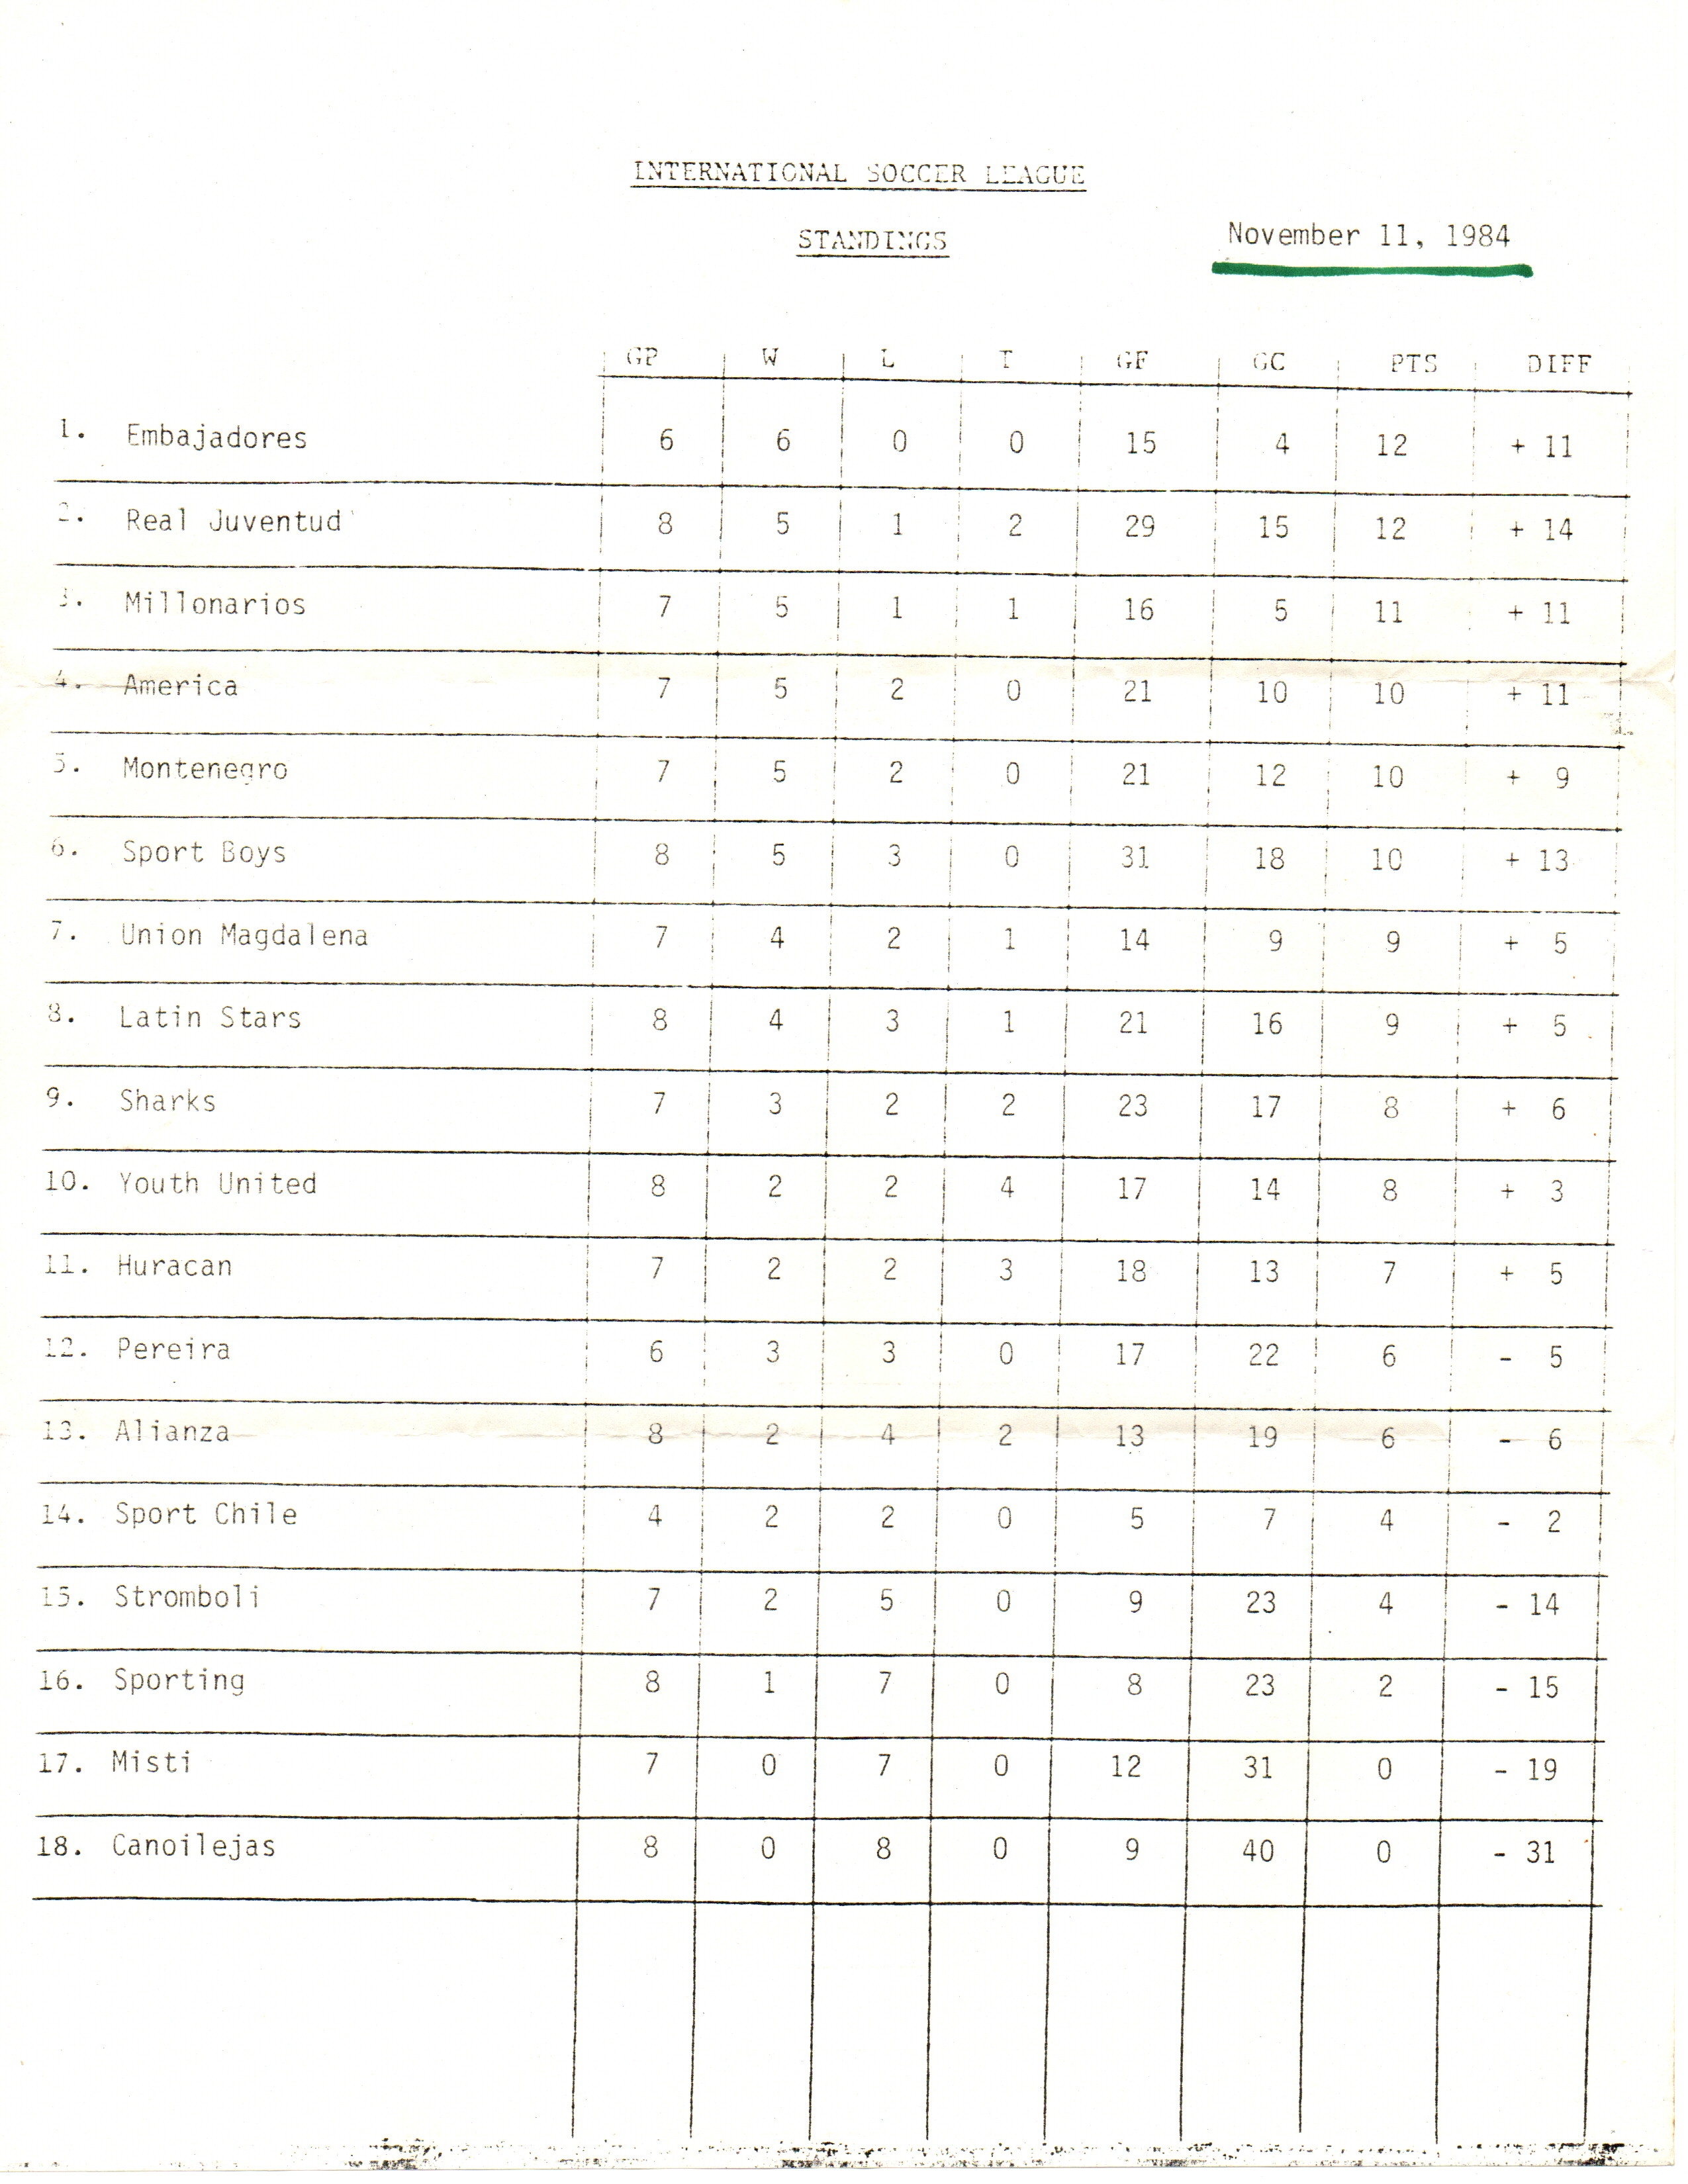 INTERNATIONAL SOCCER LEAGUE
STANDINGS
November 11, 1984
GP W L T GF GC PTS DIFF
1. Embajadores 6 6 0 0 15 4 12 + 11
2. Real Juventud 8 5 1 2 29 15 12 + 14
3. Millonarios 7 5 1 1 16 5 11 + 11
4. America 7 5 2 0 21 10 10 + 11
5. Montenegro 7 5 2 0 21 12 10 + 9
6. Sport Boys 8 5 3 0 31 18 10 + 13
7. Union Magdalena 7 4 2 1 14 9 9 + 5
8. Latin Stars 8 4 3 1 21 16 9 + 5
9. Sharks 7 3 2 2 23 17 8 + 6
10. Youth United 8 2 2 4 17 14 8 + 3
11. Huracan 7 2 2 3 18 13 7 + 5
12. Pereira 6 3 3 0 17 22 6 - 5
13. Alianza 8 2 4 2 13 19 6 - 6
14. Sport Chile 4 2 2 0 5 7 4 - 2
15. Stromboli 7 2 5 0 9 23 4 - 14
16. Sporting 8 1 7 0 8 23 2 - 15
17. Misti 7 0 7 0 12 31 0 - 19
18. Canoilejas 8 0 8 0 9 40 0 - 31